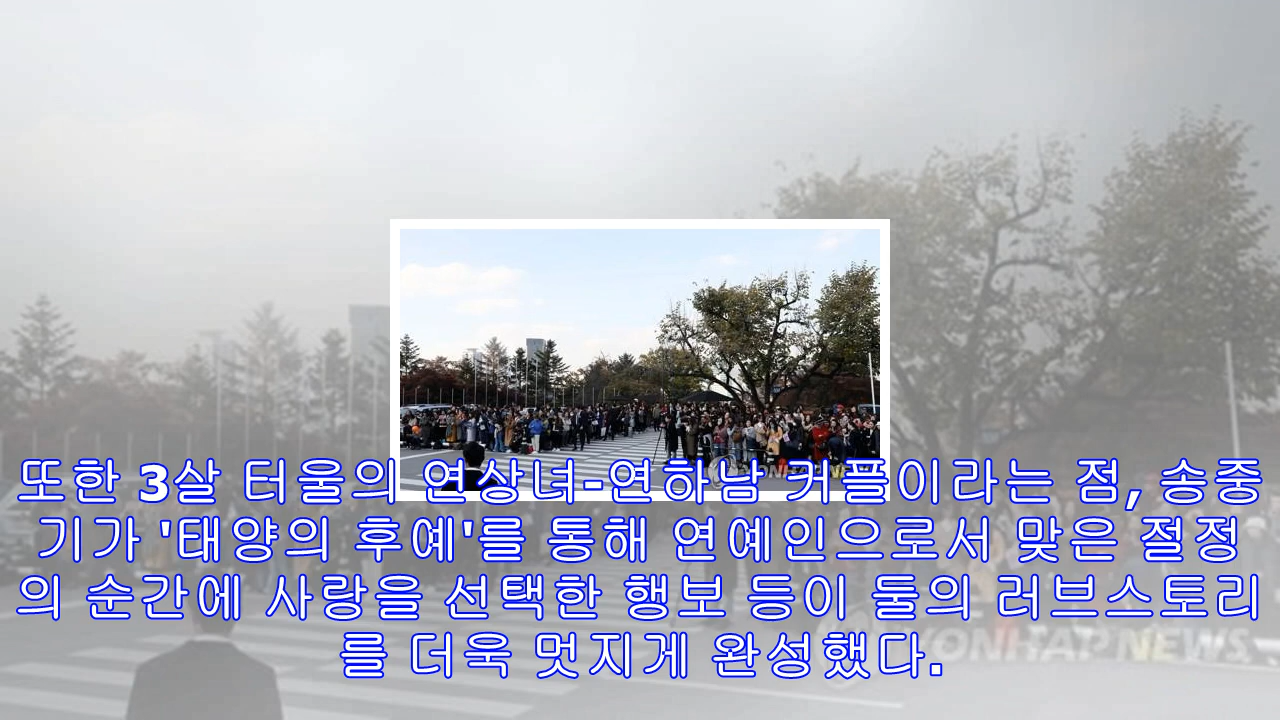 또한 3살 터울의 연상녀-연하남 커플이라는 점, 송중
기가 '태양의 후예'를 통해 연예인으로서 맞은 절정
의 순간에 사랑을 선택한 행보 등이 둘의 러브스토리
를 더욱 멋지게 완성했다.
YONHAP NEWS